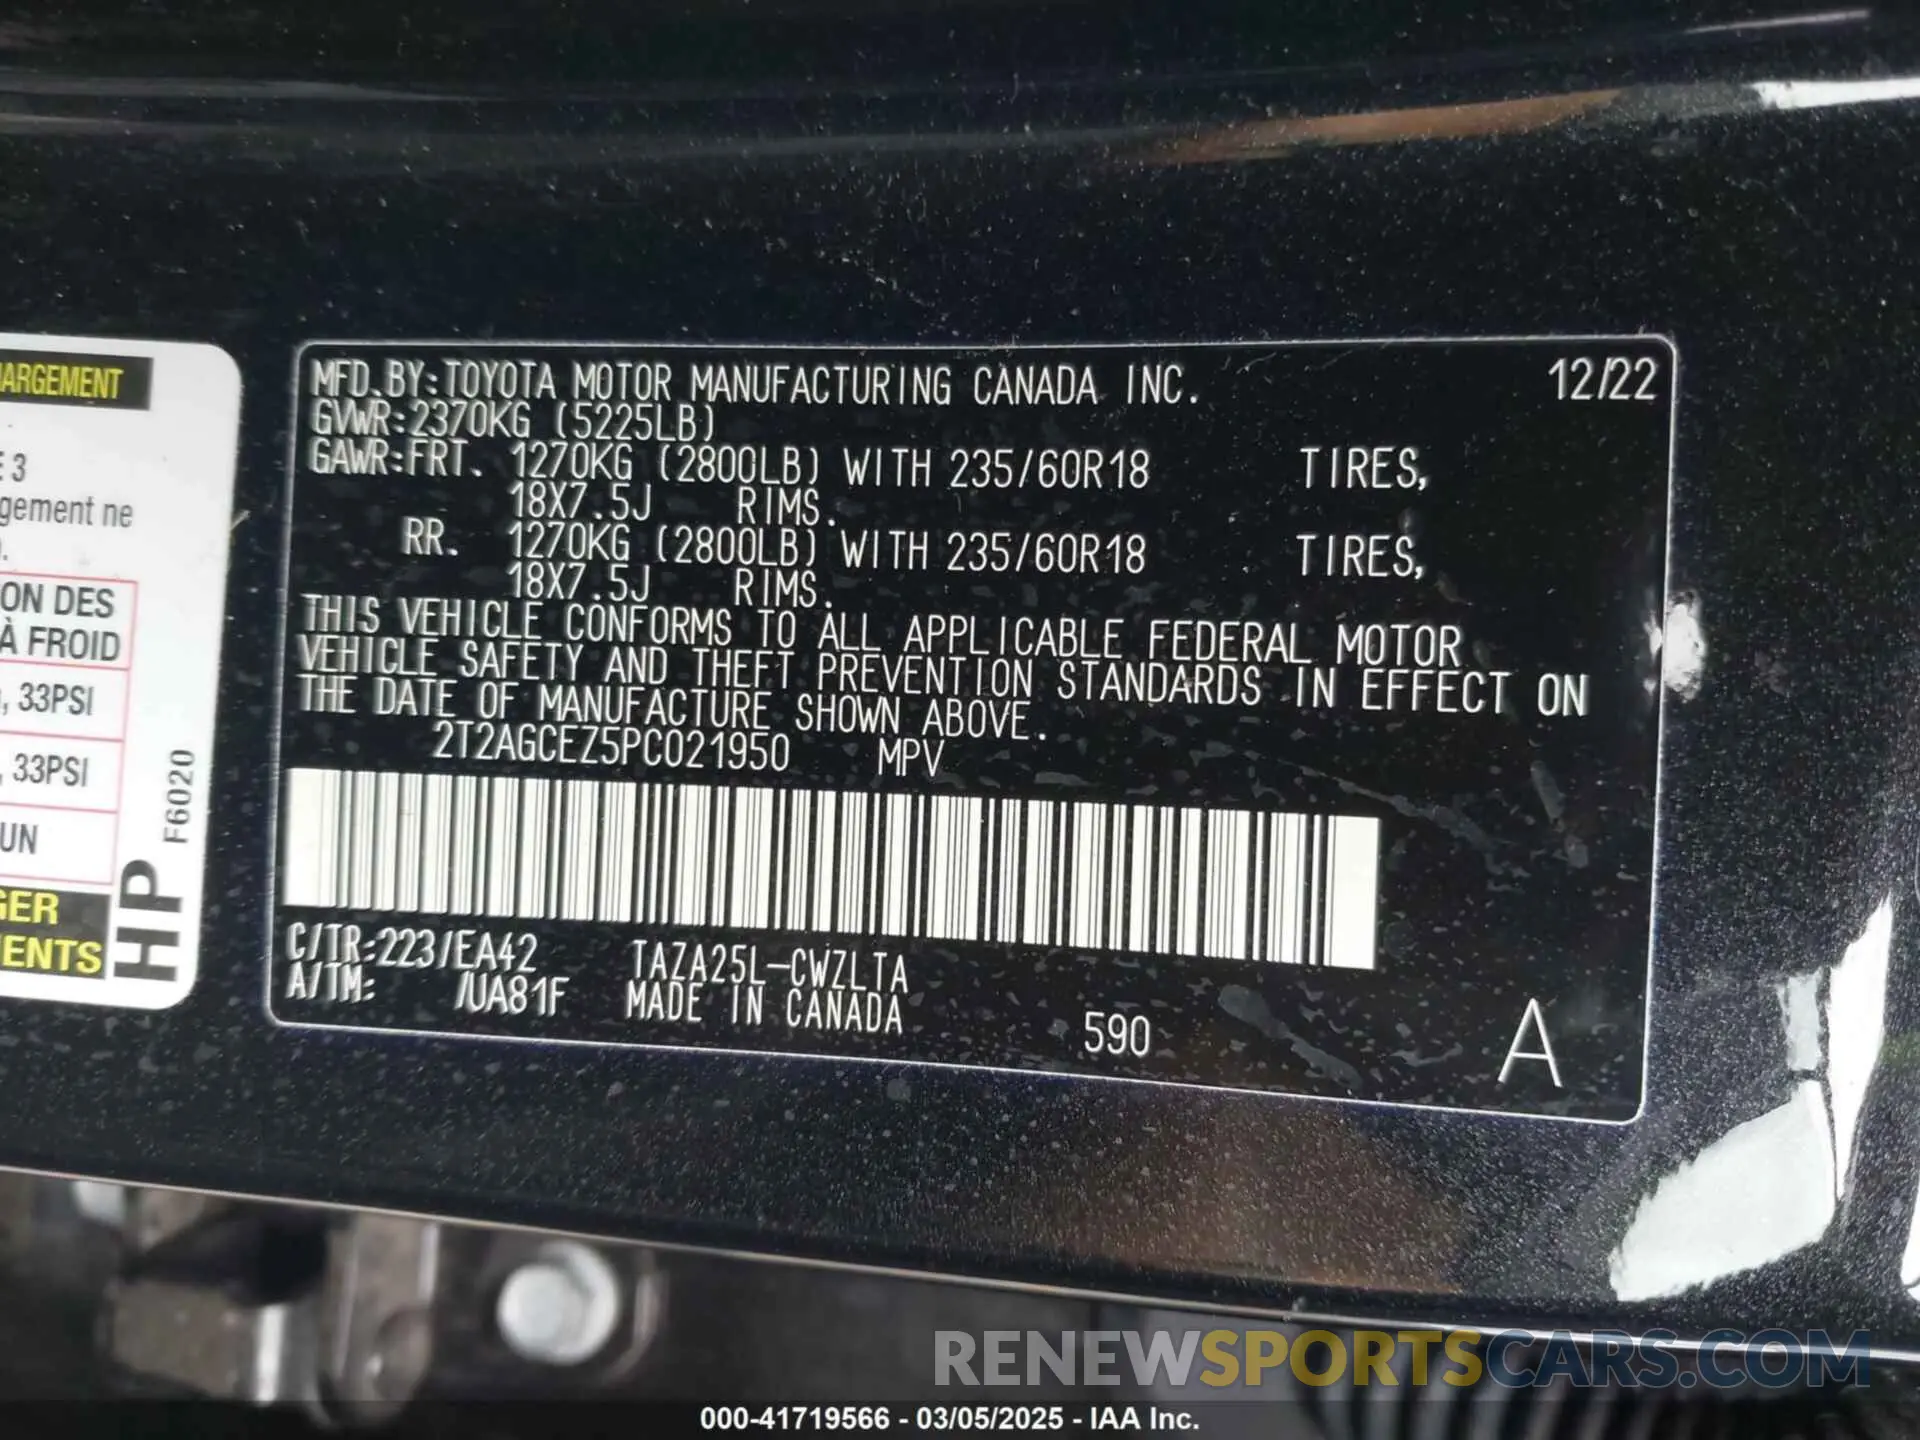 ARGEMENT
E 3
gement ne
ON DES
À FROID
, 33PSI
, 33PSI
UN
GER
ENTS
HP
F6020
MFD.BY:TOYOTA MOTOR MANUFACTURING CANADA INC. 12/22
GVWR:2370KG (5225LB)
GAWR:FRT. 1270KG (2800LB) WITH 235/60R18 TIRES,
18X7.5J RIMS.
RR. 1270KG (2800LB) WITH 235/60R18 TIRES,
18X7.5J RIMS.
THIS VEHICLE CONFORMS TO ALL APPLICABLE FEDERAL MOTOR
VEHICLE SAFETY AND THEFT PREVENTION STANDARDS IN EFFECT ON
THE DATE OF MANUFACTURE SHOWN ABOVE.
2T2AGCEZ5PC021950 MPV
C/TR:223/EA42 TAZA25L-CWZLTA
A/TM: /UA81F MADE IN CANADA
590 A
RENEWSPORTSCARS.COM
000-41719566 - 03/05/2025 - IAA Inc.